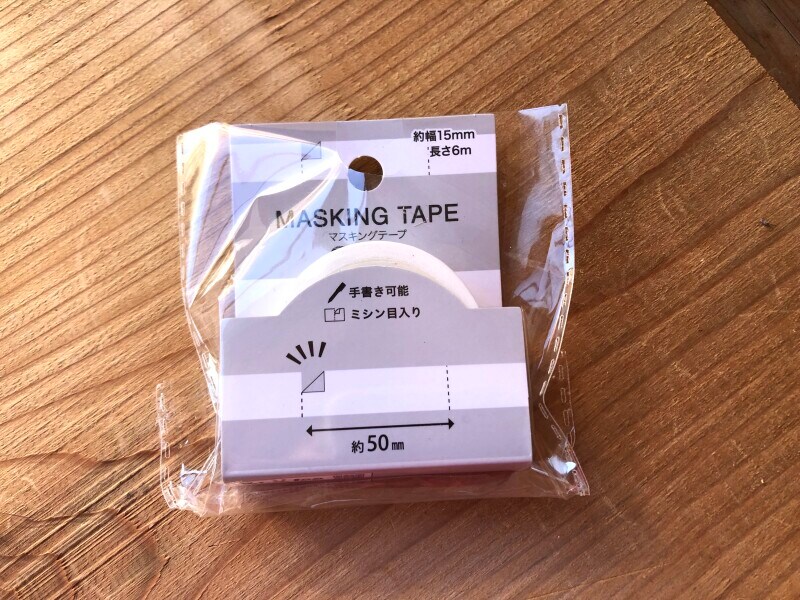 約幅15mm
長さ6m
MASKING TAPE
マスキングテープ
手書き可能
ミシン目入り
約50mm